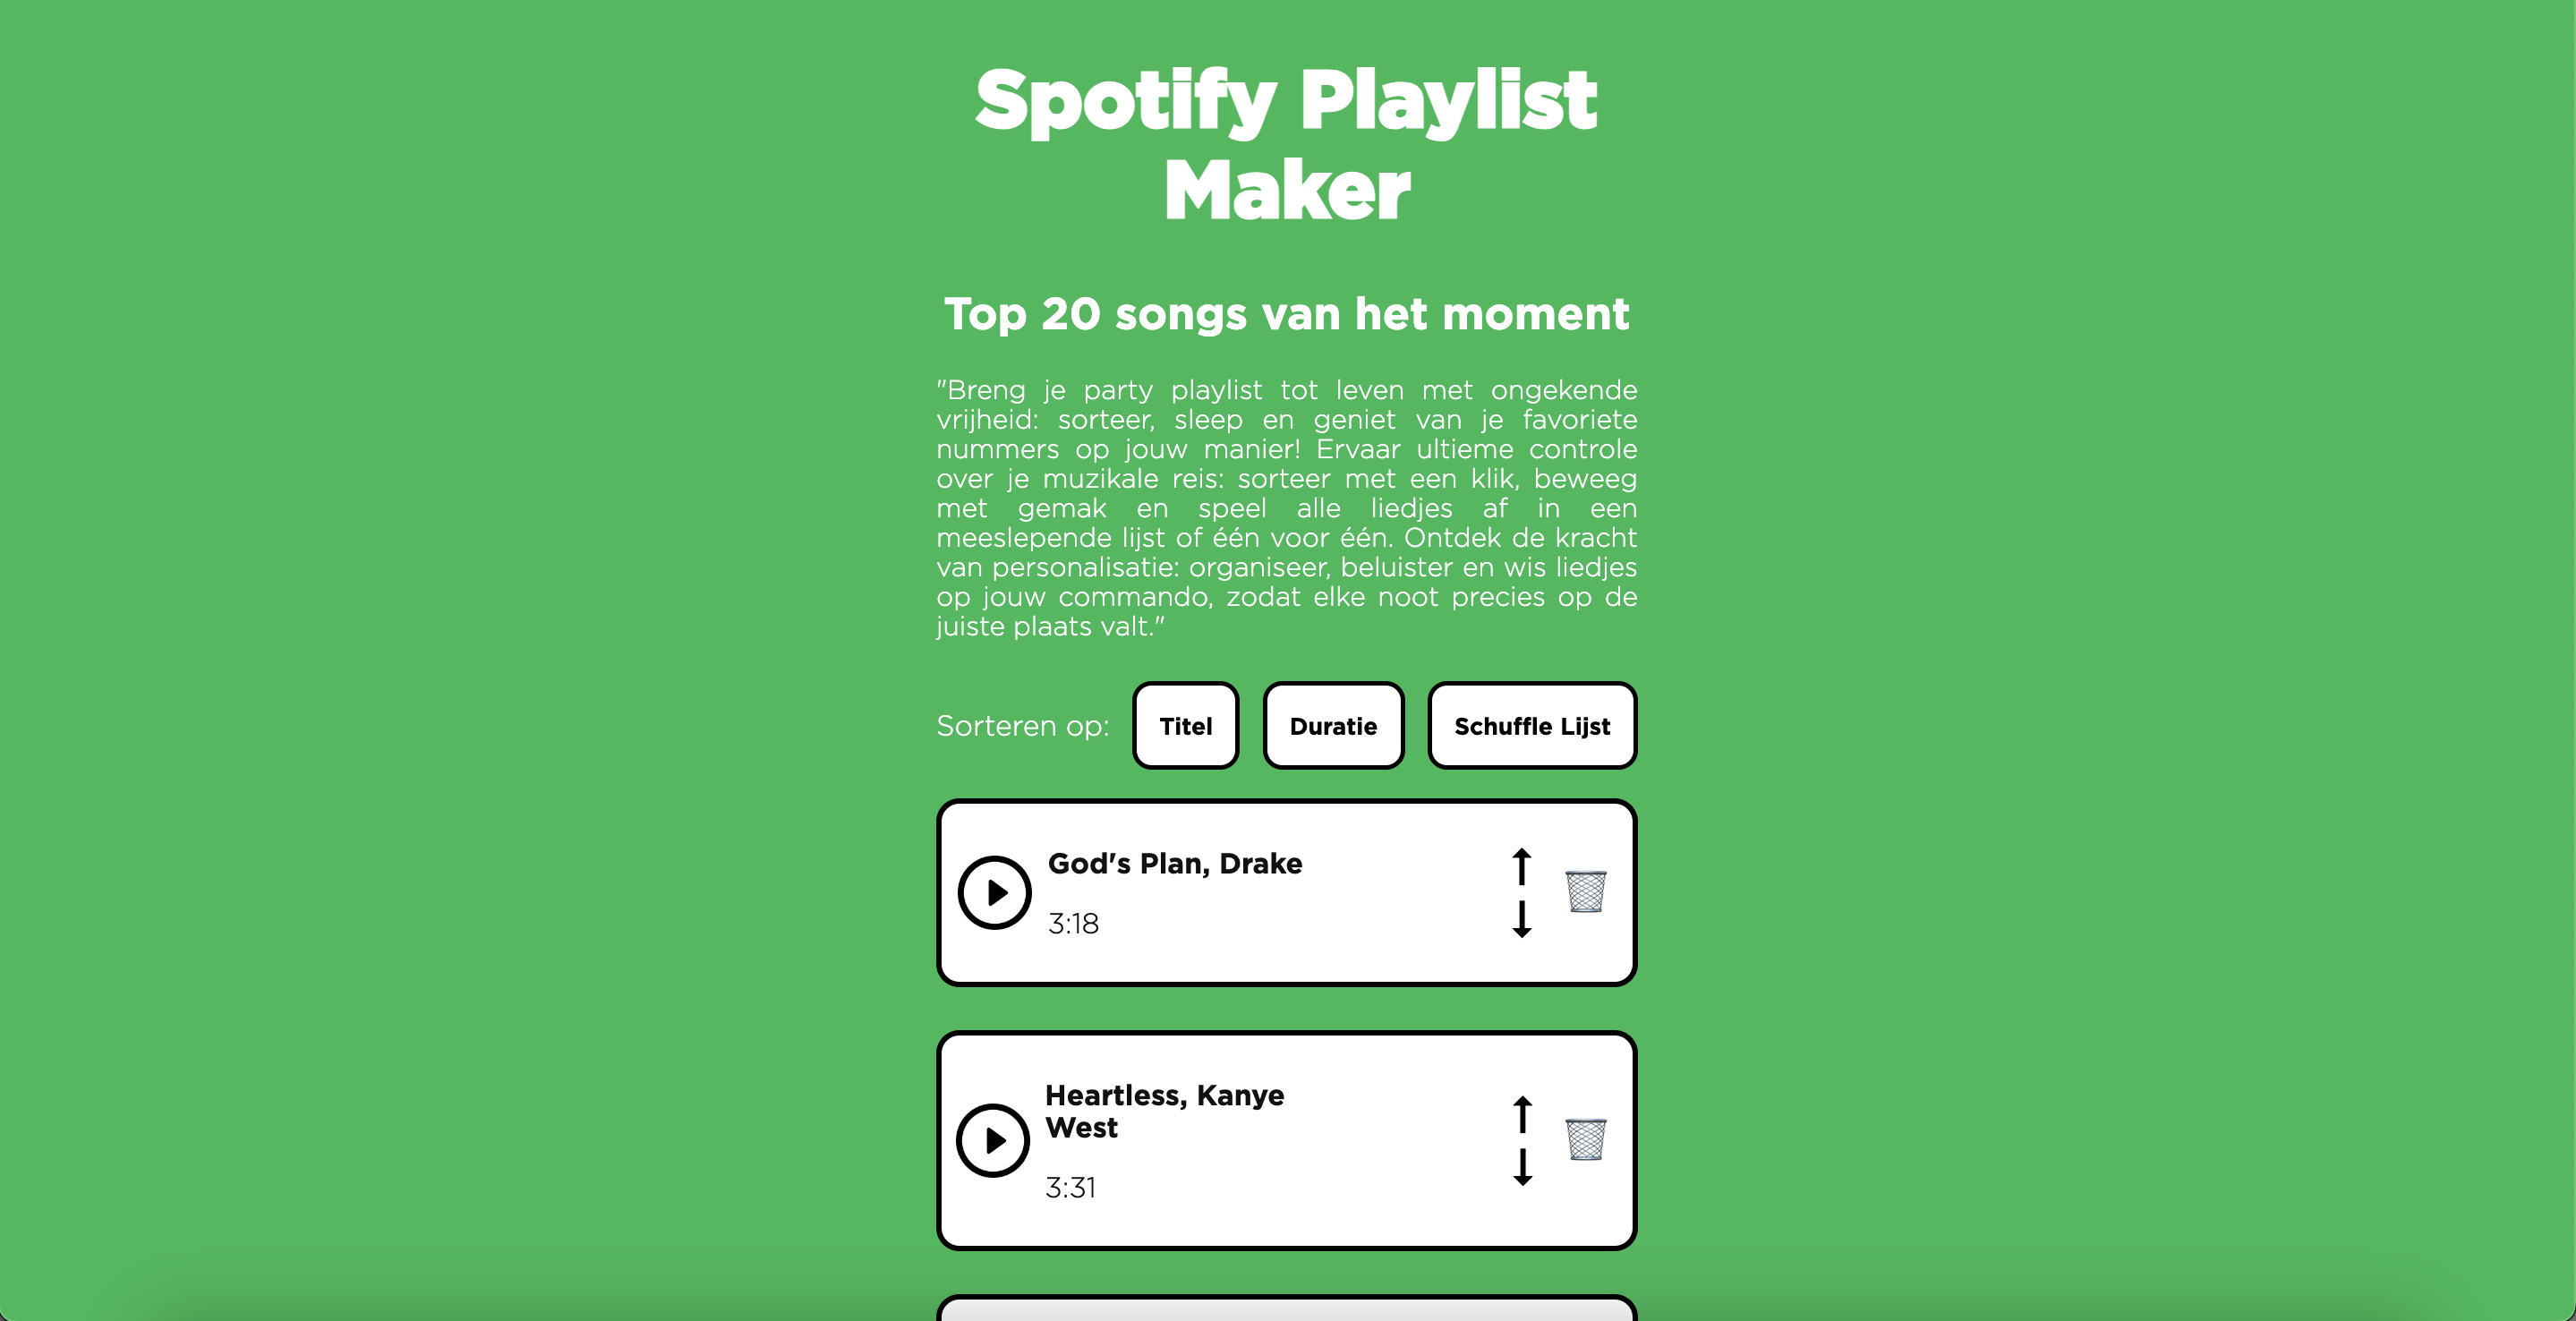 Spotify Playlist
Maker
Top 20 songs van het moment
"Breng je party playlist tot leven met ongekende
vrijheid: sorteer, sleep en geniet van je favoriete
nummers op jouw manier! Ervaar ultieme controle
over je muzikale reis: sorteer met een klik, beweeg
met gemak en speel alle liedjes af in een
meeslepende lijst of één voor één. Ontdek de kracht
van personalisatie: organiseer, beluister en wis liedjes
op jouw commando, zodat elke noot precies op de
juiste plaats valt."
Sorteren op: Titel Duratie Schuffle Lijst
God's Plan, Drake
3:18
Heartless, Kanye
West
3:31